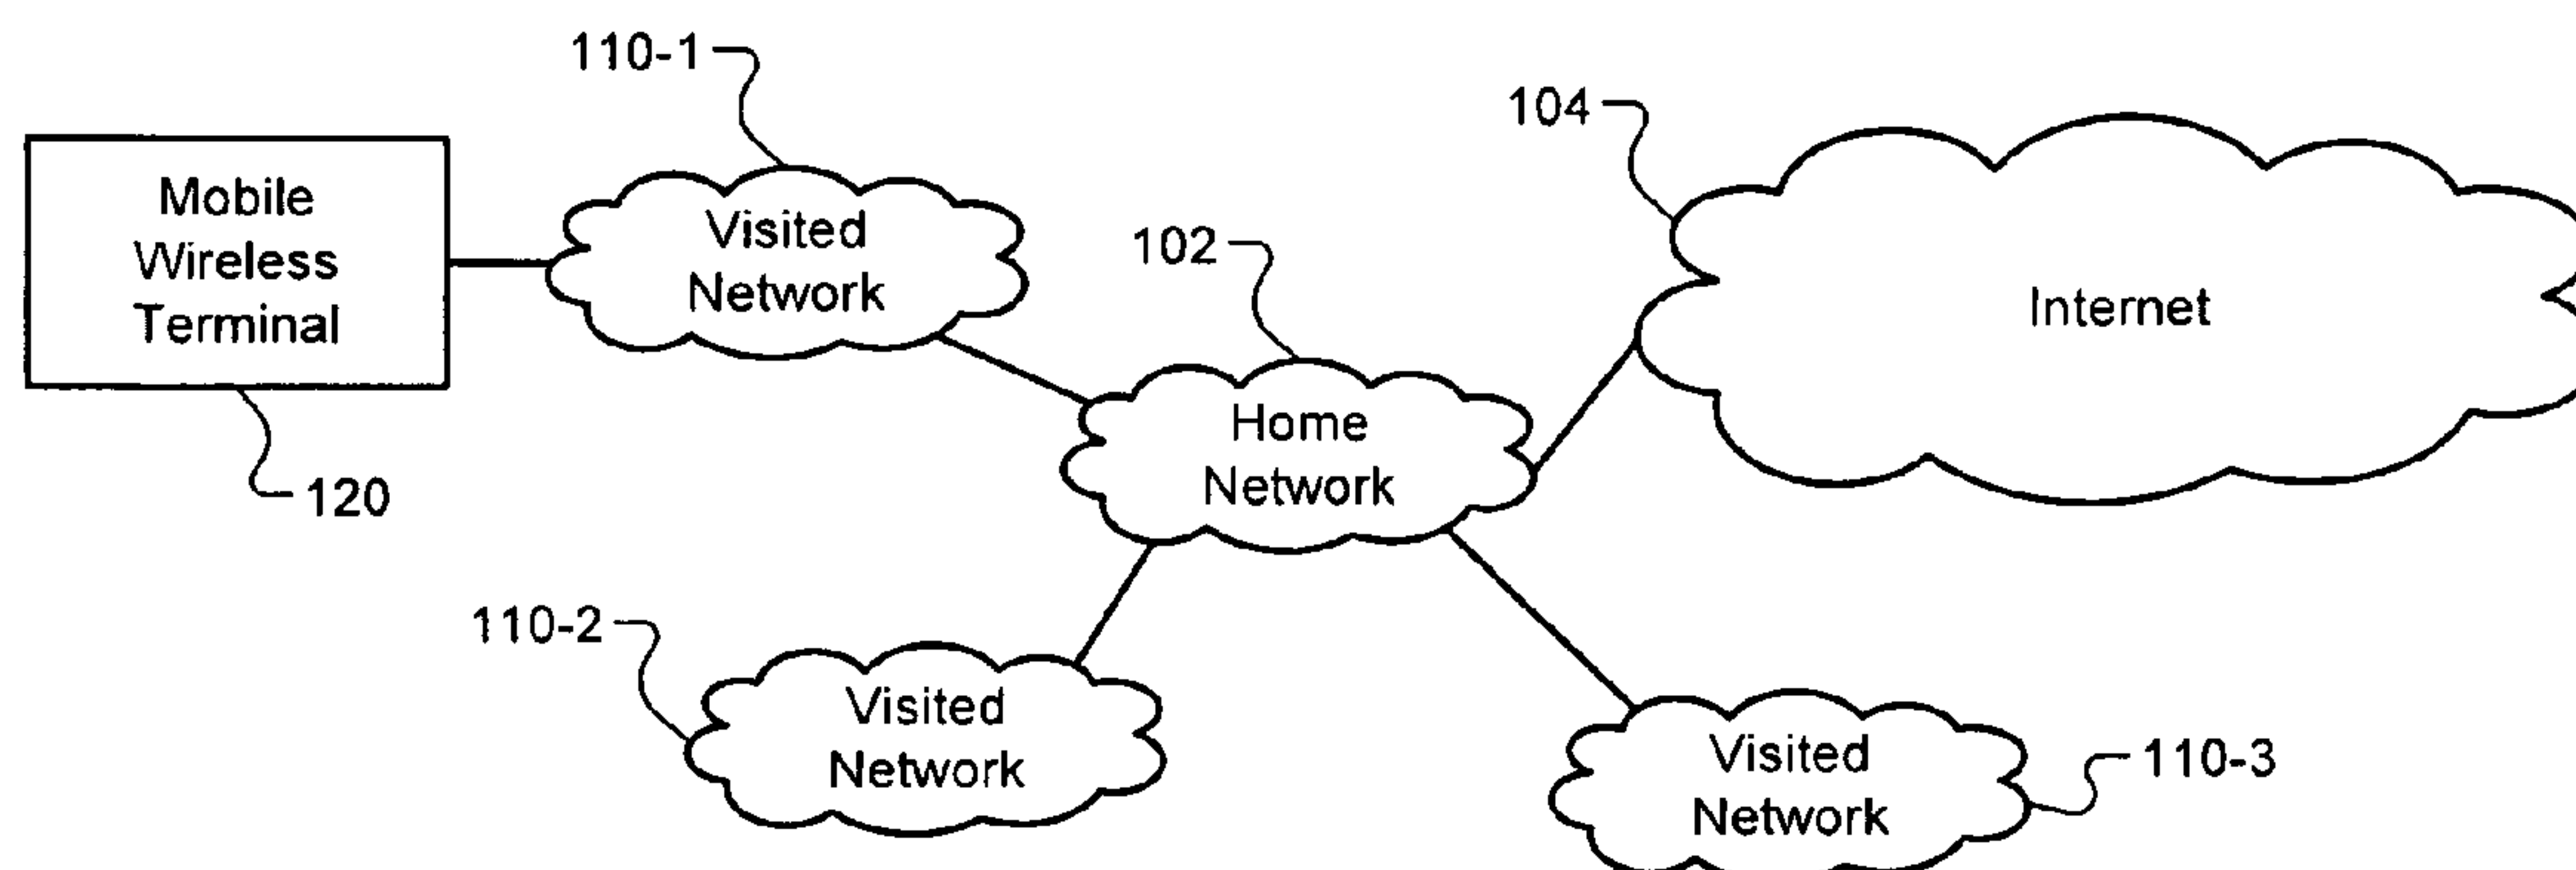 110-1
104
Mobile
Wireless
Terminal
Visited
Network
102
Internet
Home
Network
120
110-2
Visited
Network
Visited
Network
110-3